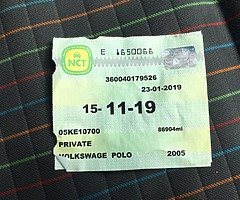 NCT
E 1650066
360040179526
23-01-2019
15-11-19
05KE10700 86904mi
PRIVATE
VOLKSWAGE POLO 2005